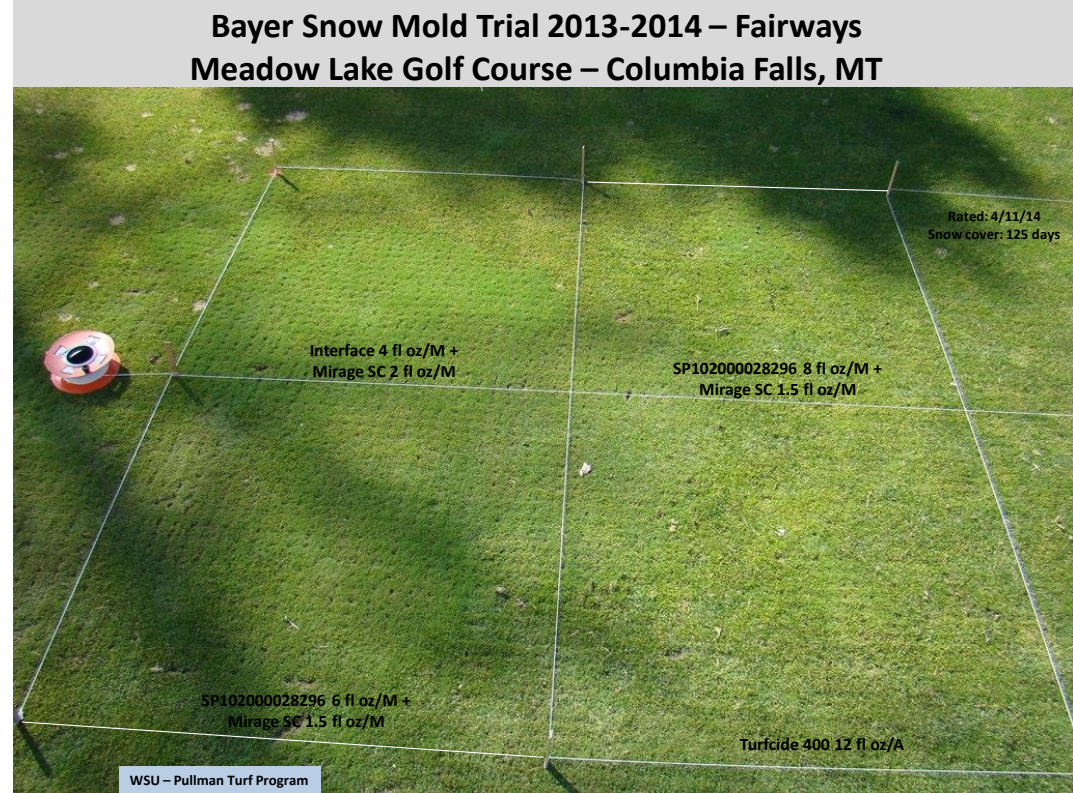 Bayer Snow Mold Trial 2013-2014 – Fairways
Meadow Lake Golf Course – Columbia Falls, MT
Rated: 4/11/14
Snow cover: 125 days
Interface 4 fl oz/M +
Mirage SC 2 fl oz/M
SP102000028296 8 fl oz/M +
Mirage SC 1.5 fl oz/M
SP102000028296 6 fl oz/M +
Mirage SC 1.5 fl oz/M
Turfcide 400 12 fl oz/A
WSU – Pullman Turf Program